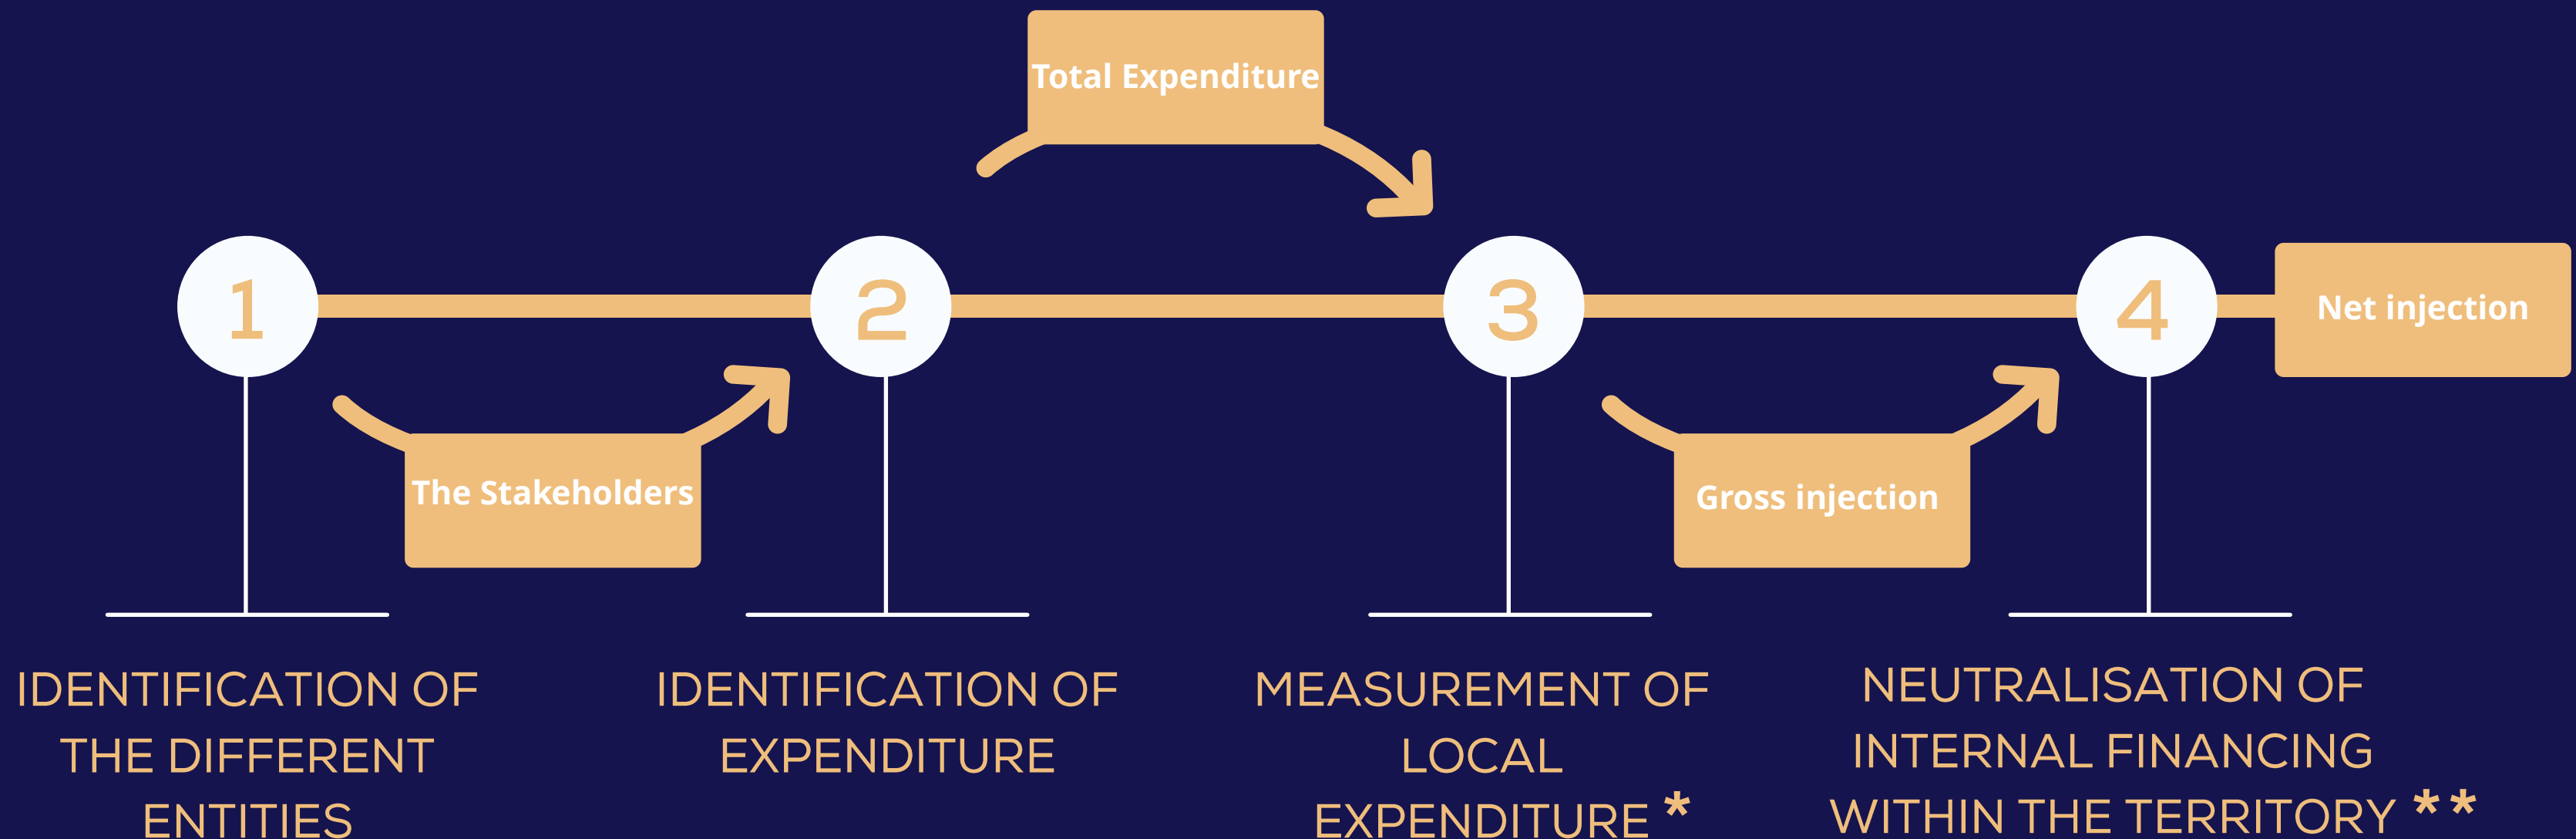 Total Expenditure
1
2
3
4
Net injection
The Stakeholders
Gross injection
IDENTIFICATION OF
THE DIFFERENT
ENTITIES
IDENTIFICATION OF
EXPENDITURE
MEASUREMENT OF
LOCAL
EXPENDITURE *
NEUTRALISATION OF
INTERNAL FINANCING
WITHIN THE TERRITORY **